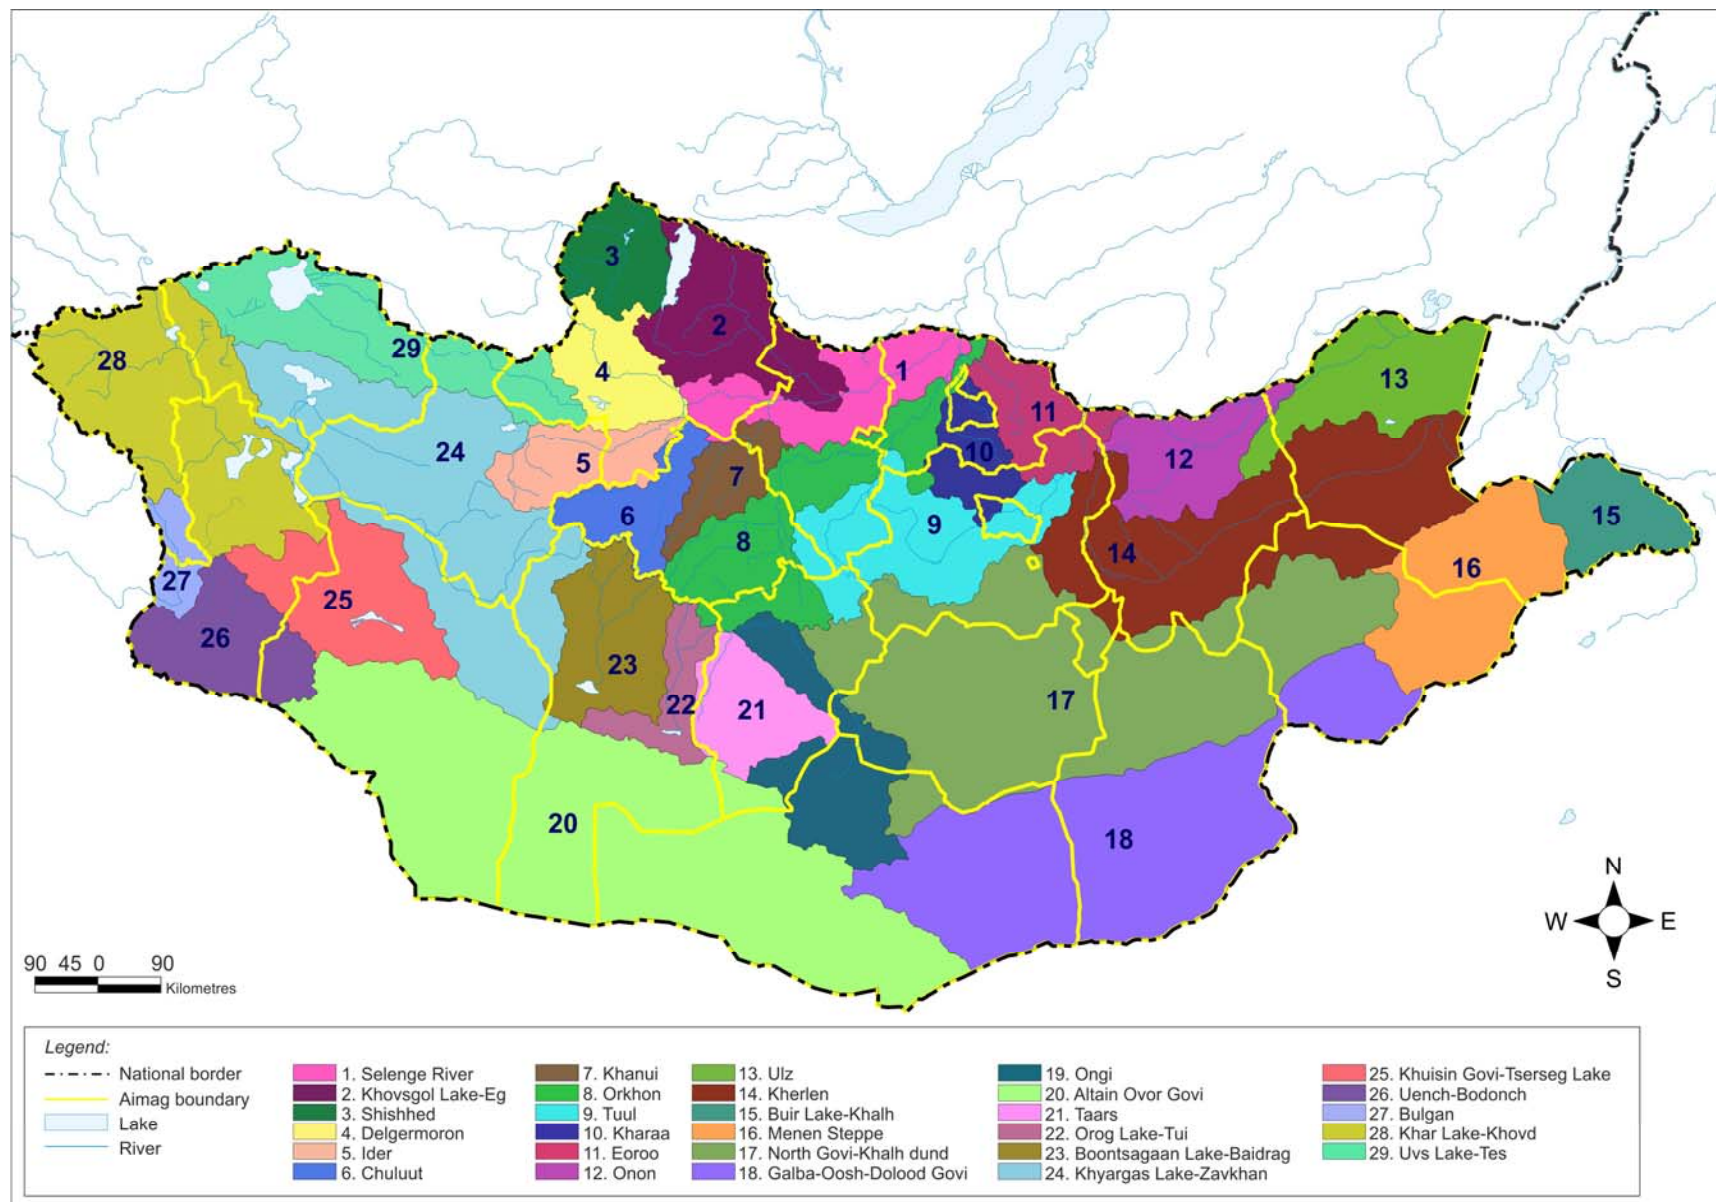 3
2
29
28
4
1
13
11
5
24
7
10
12
6
9
8
14
15
16
27
25
26
23
22
21
17
20
18
N
W E
S
90 45 0 90
Kilometres
Legend:
National border
Aimag boundary
Lake
River
1. Selenge River
2. Khovsgol Lake-Eg
3. Shishhed
4. Delgermoron
5. Ider
6. Chuluut
7. Khanui
8. Orkhon
9. Tuul
10. Kharaa
11. Eoroo
12. Onon
13. Ulz
14. Kherlen
15. Buir Lake-Khalh
16. Menen Steppe
17. North Govi-Khalh dund
18. Galba-Oosh-Dolood Govi
19. Ongi
20. Altain Ovor Govi
21. Taars
22. Orog Lake-Tui
23. Boontsagaan Lake-Baidrag
24. Khyargas Lake-Zavkhan
25. Khuisin Govi-Tserseg Lake
26. Uench-Bodonch
27. Bulgan
28. Khar Lake-Khovd
29. Uvs Lake-Tes